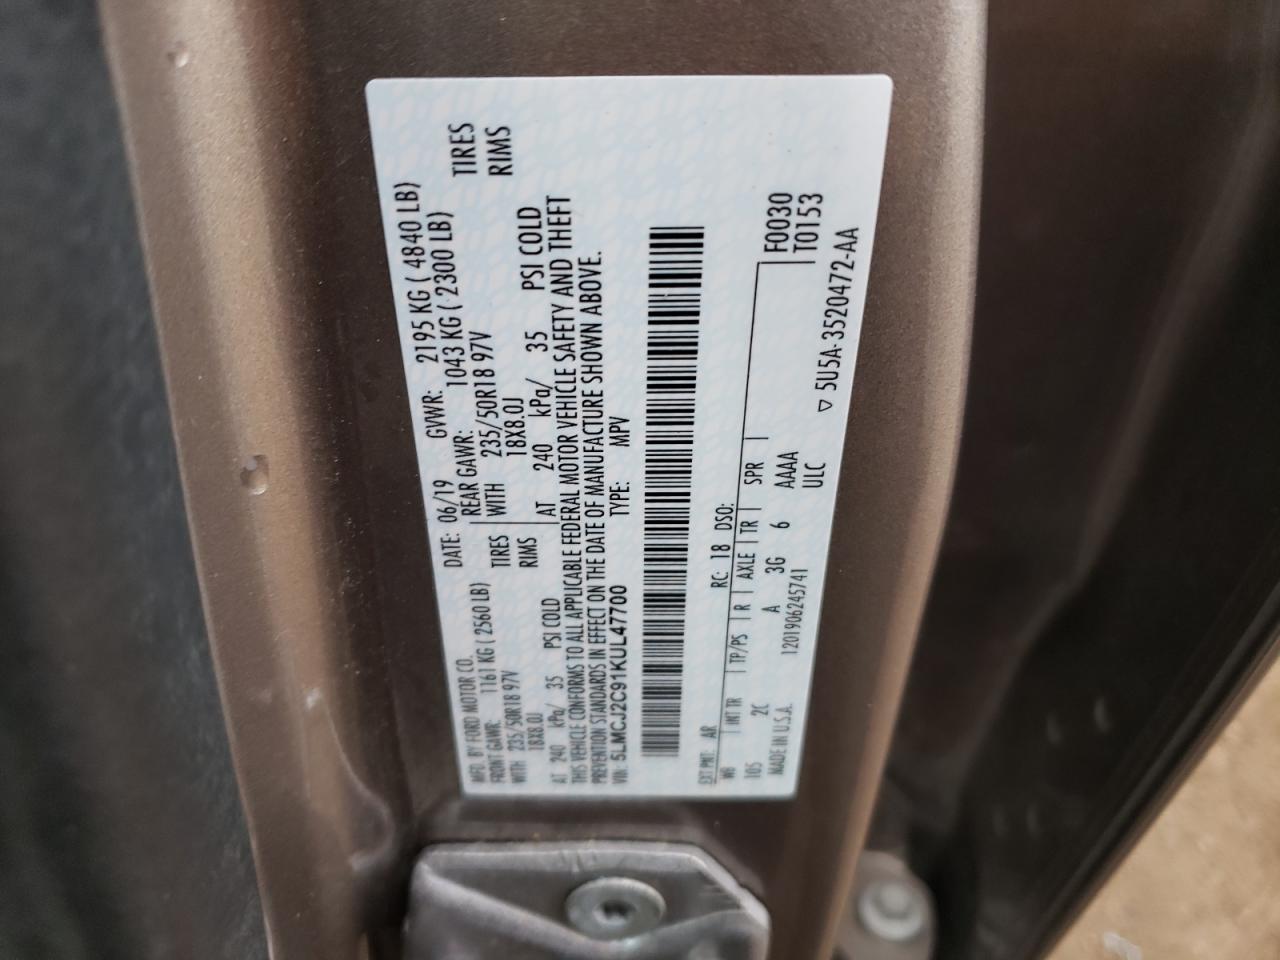 MFD. BY FORD MOTOR CO. DATE: 06/19 GVWR: 2195 KG ( 4840 LB)
FRONT GAWR: 1161 KG ( 2560 LB) REAR GAWR: 1043 KG ( 2300 LB)
WITH 235/50R18 97V TIRES WITH 235/50R18 97V TIRES
18X8.0J RIMS 18X8.0J RIMS
AT 240 kPa/ 35 PSI COLD AT 240 kPa/ 35 PSI COLD
THIS VEHICLE CONFORMS TO ALL APPLICABLE FEDERAL MOTOR VEHICLE SAFETY AND THEFT
PREVENTION STANDARDS IN EFFECT ON THE DATE OF MANUFACTURE SHOWN ABOVE.
VIN: 5LMCJ2C91KUL47700 TYPE: MPV
EXT PNT: AR RC: 18 DSO:
WB INT TR TP/PS R AXLE TR SPR F0030
105 2C A 3G 6 AAAA T0153
MADE IN U.S.A. 1201906245741 ULC
▽ 5U5A-3520472-AA